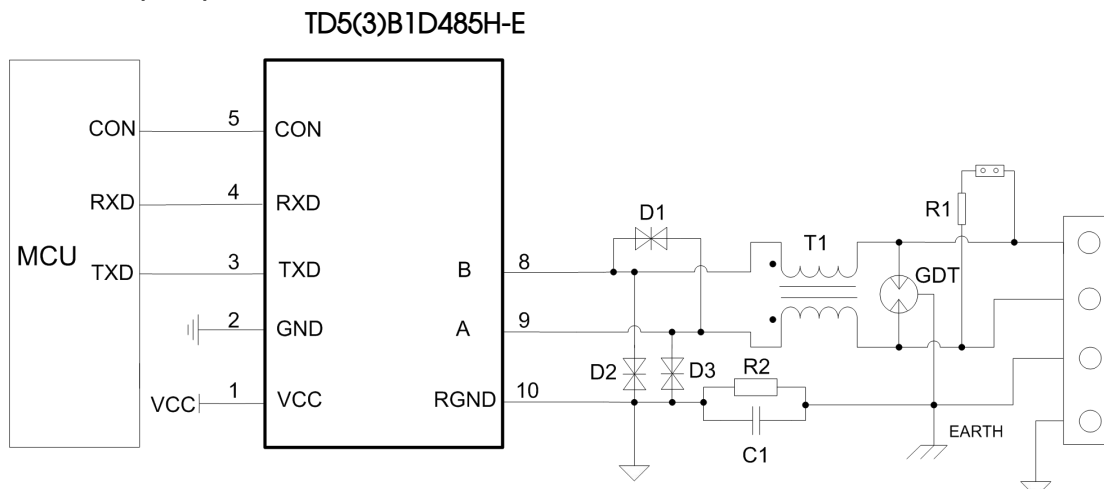 TD5(3)B1D485H-E
MCU
CON
RXD
TXD
5
4
3
2
1
CON
RXD
TXD
GND
VCC
VCC
B
A
RGND
8
9
10
D1
D2
D3
T1
R2
C1
GDT
R1
EARTH